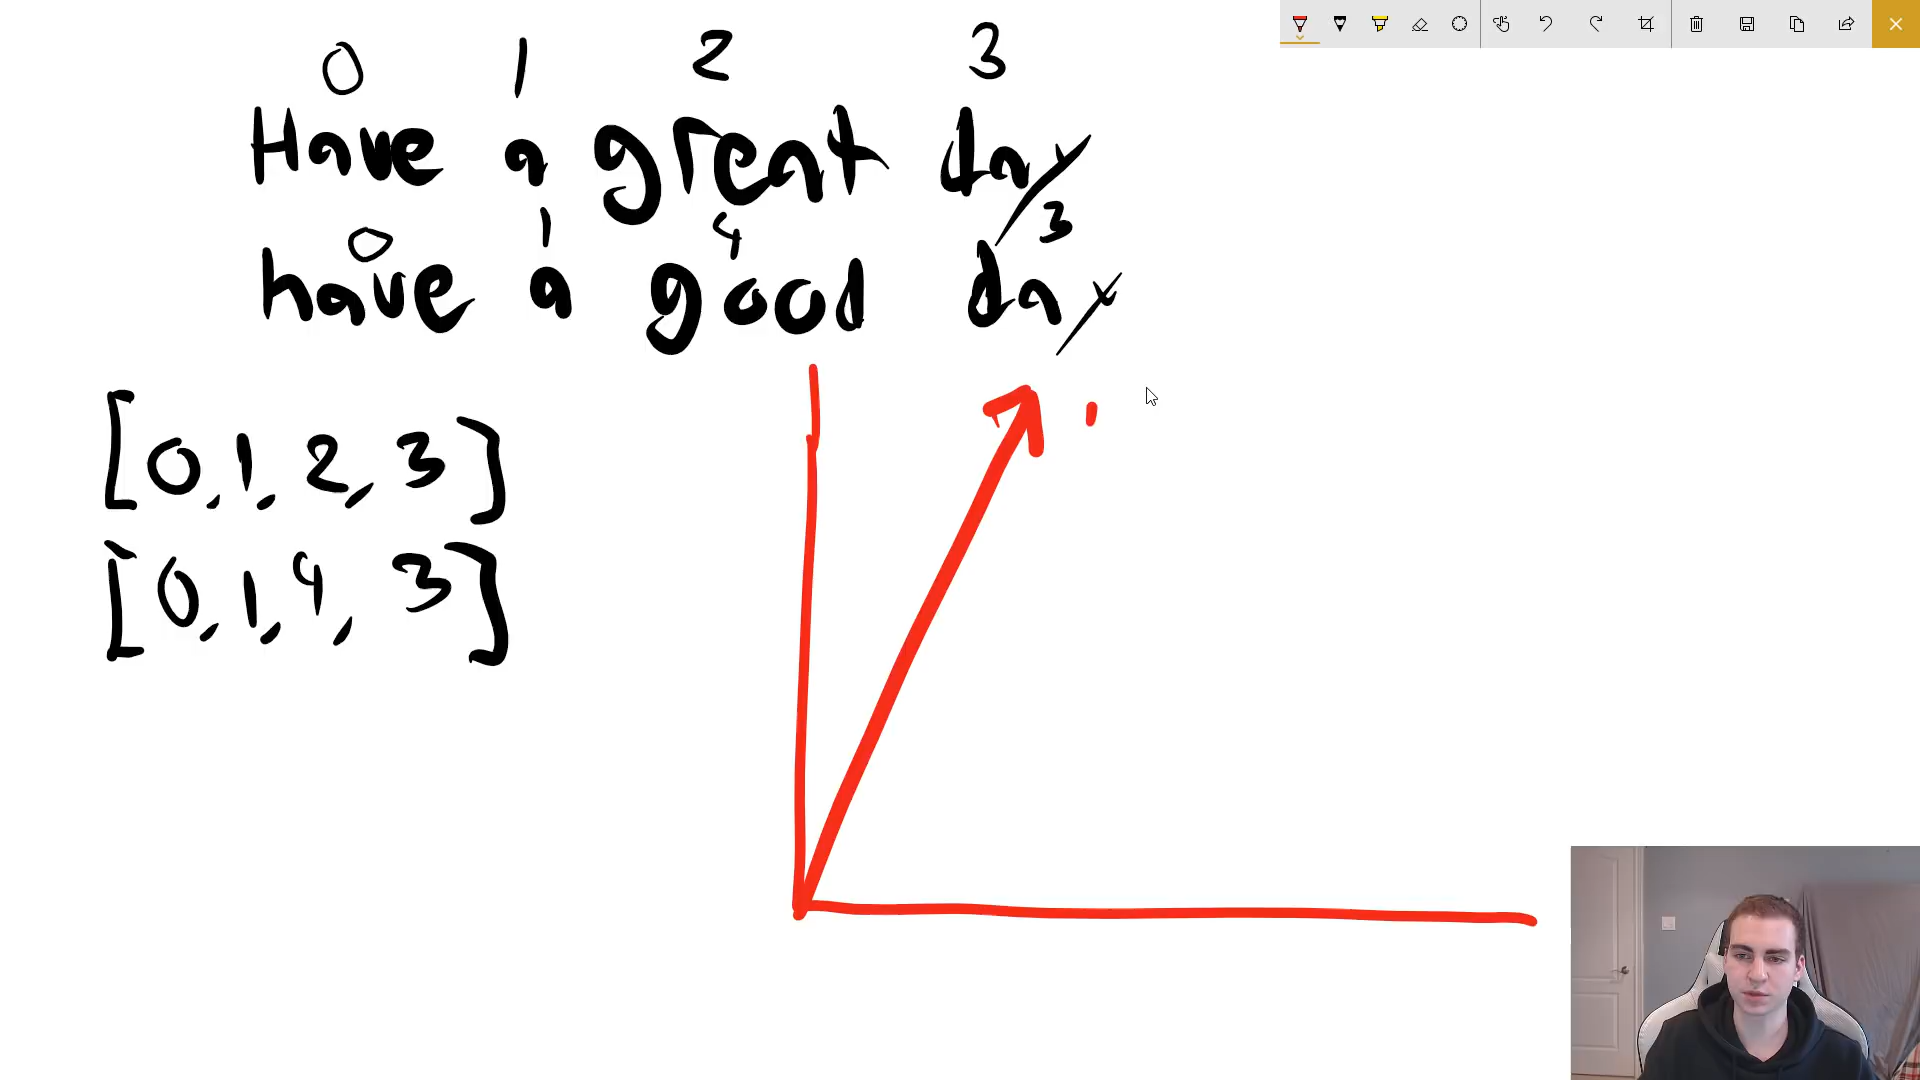 0 1 2 3
Have a great day
0 1 4 3
have a good day
[0, 1, 2, 3]
[0, 1, 4, 3]